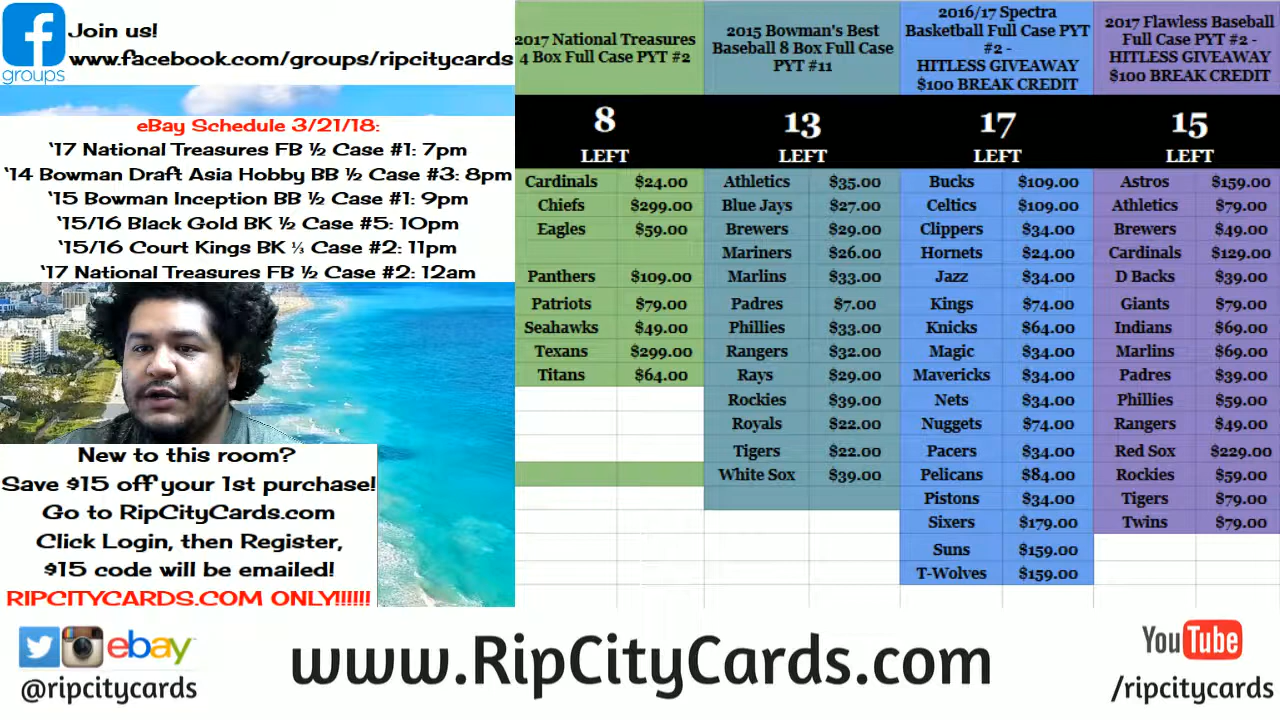 Join us!
www.facebook.com/groups/ripcitycards
groups
eBay Schedule 3/21/18:
'17 National Treasures FB ½ Case #1: 7pm
'14 Bowman Draft Asia Hobby BB ½ Case #3: 8pm
'15 Bowman Inception BB ½ Case #1: 9pm
'15/16 Black Gold BK ½ Case #5: 10pm
'15/16 Court Kings BK ⅓ Case #2: 11pm
'17 National Treasures FB ½ Case #2: 12am
New to this room?
Save $15 off your 1st purchase!
Go to RipCityCards.com
Click Login, then Register,
$15 code will be emailed!
RIPCITYCARDS.COM ONLY!!!!!!
2017 National Treasures
4 Box Full Case PYT #2
8
LEFT
Cardinals $24.00
Chiefs $299.00
Eagles $59.00
Panthers $109.00
Patriots $79.00
Seahawks $49.00
Texans $299.00
Titans $64.00
2015 Bowman's Best
Baseball 8 Box Full Case
PYT #11
13
LEFT
Athletics $35.00
Blue Jays $27.00
Brewers $29.00
Mariners $26.00
Marlins $33.00
Padres $7.00
Phillies $33.00
Rangers $32.00
Rays $29.00
Rockies $39.00
Royals $22.00
Tigers $22.00
White Sox $39.00
2016/17 Spectra
Basketball Full Case PYT
#2 -
HITLESS GIVEAWAY
$100 BREAK CREDIT
17
LEFT
Bucks $109.00
Celtics $109.00
Clippers $34.00
Hornets $24.00
Jazz $34.00
Kings $74.00
Knicks $64.00
Magic $34.00
Mavericks $34.00
Nets $34.00
Nuggets $74.00
Pacers $34.00
Pelicans $84.00
Pistons $34.00
Sixers $179.00
Suns $159.00
T-Wolves $159.00
2017 Flawless Baseball
Full Case PYT #2 -
HITLESS GIVEAWAY
$100 BREAK CREDIT
15
LEFT
Astros $159.00
Athletics $79.00
Brewers $49.00
Cardinals $129.00
D Backs $39.00
Giants $79.00
Indians $69.00
Marlins $69.00
Padres $39.00
Phillies $59.00
Rangers $49.00
Red Sox $229.00
Rockies $59.00
Tigers $79.00
Twins $79.00
ebay
@ripcitycards
www.RipCityCards.com
YouTube
/ripcitycards